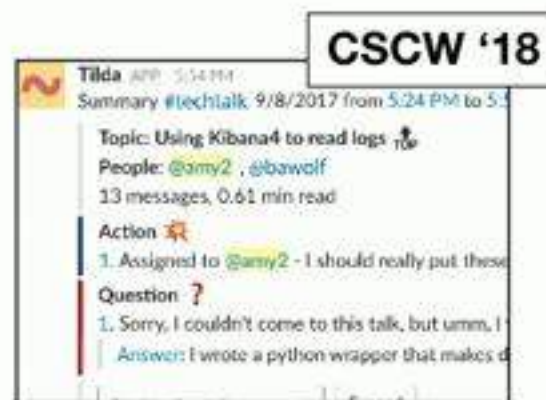 CSCW ‘18
Tilda APP 5:54 PM
Summary #techtalk 9/8/2017 from 5:24 PM to 5:5
Topic: Using Kibana4 to read logs TOP
People: @amy2 , @bawolf
13 messages, 0.61 min read
Action
1. Assigned to @amy2 - I should really put these
Question ?
1. Sorry, I couldn't come to this talk, but umm, I
Answer: I wrote a python wrapper that makes d